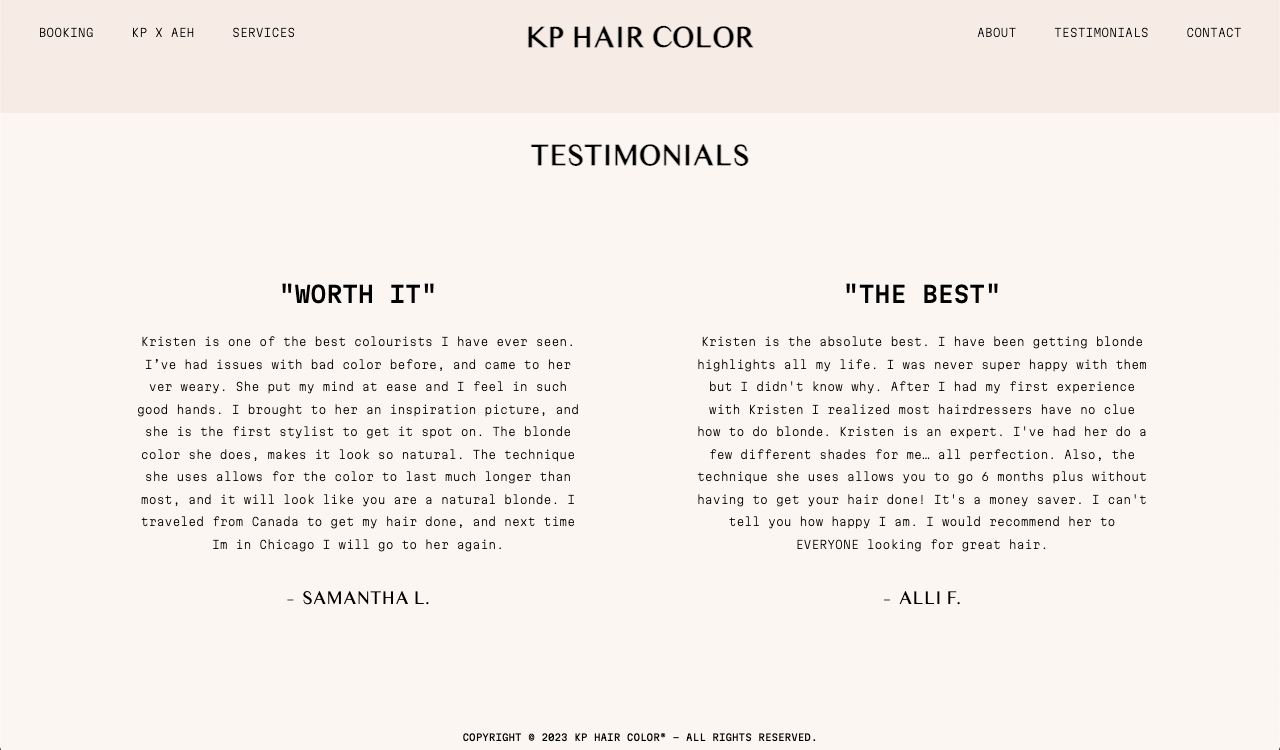 BOOKING KP X AEH SERVICES KP HAIR COLOR ABOUT TESTIMONIALS CONTACT
TESTIMONIALS
"WORTH IT"
Kristen is one of the best colourists I have ever seen.
I’ve had issues with bad color before, and came to her
ver weary. She put my mind at ease and I feel in such
good hands. I brought to her an inspiration picture, and
she is the first stylist to get it spot on. The blonde
color she does, makes it look so natural. The technique
she uses allows for the color to last much longer than
most, and it will look like you are a natural blonde. I
traveled from Canada to get my hair done, and next time
Im in Chicago I will go to her again.
– SAMANTHA L.
"THE BEST"
Kristen is the absolute best. I have been getting blonde
highlights all my life. I was never super happy with them
but I didn't know why. After I had my first experience
with Kristen I realized most hairdressers have no clue
how to do blonde. Kristen is an expert. I've had her do a
few different shades for me… all perfection. Also, the
technique she uses allows you to go 6 months plus without
having to get your hair done! It's a money saver. I can't
tell you how happy I am. I would recommend her to
EVERYONE looking for great hair.
– ALLI F.
COPYRIGHT © 2023 KP HAIR COLOR® – ALL RIGHTS RESERVED.